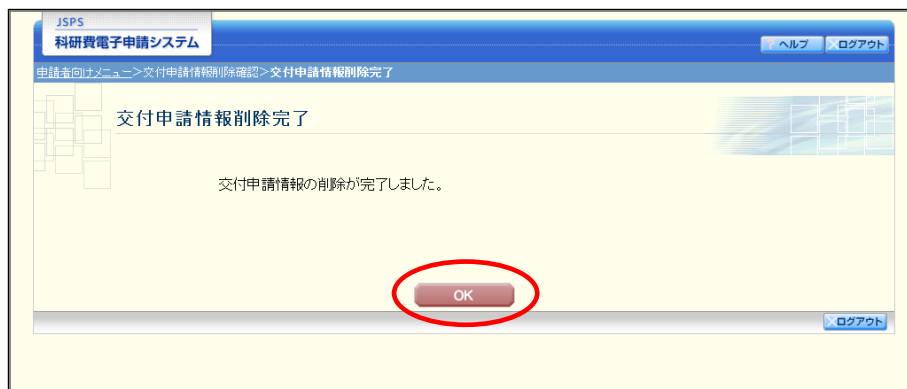 JSPS
科研費電子申請システム
? ヘルプ ログアウト
申請者向けメニュー>交付申請情報削除確認>交付申請情報削除完了
交付申請情報削除完了
交付申請情報の削除が完了しました。
OK
ログアウト